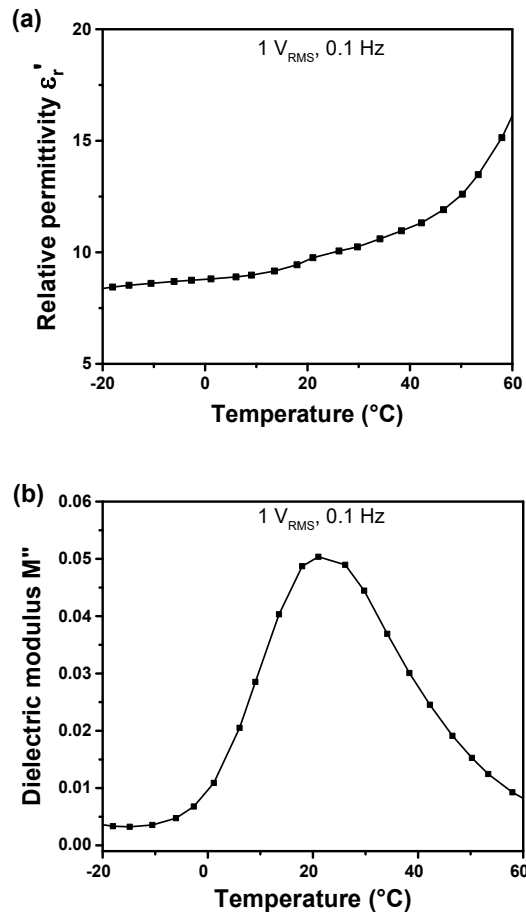 (a)
20
1 V_RMS, 0.1 Hz
15
10
5
Relative permittivity ε_r'
-20 0 20 40 60
Temperature (°C)
(b)
0.06
1 V_RMS, 0.1 Hz
0.05
0.04
0.03
0.02
0.01
0.00
Dielectric modulus M"
-20 0 20 40 60
Temperature (°C)